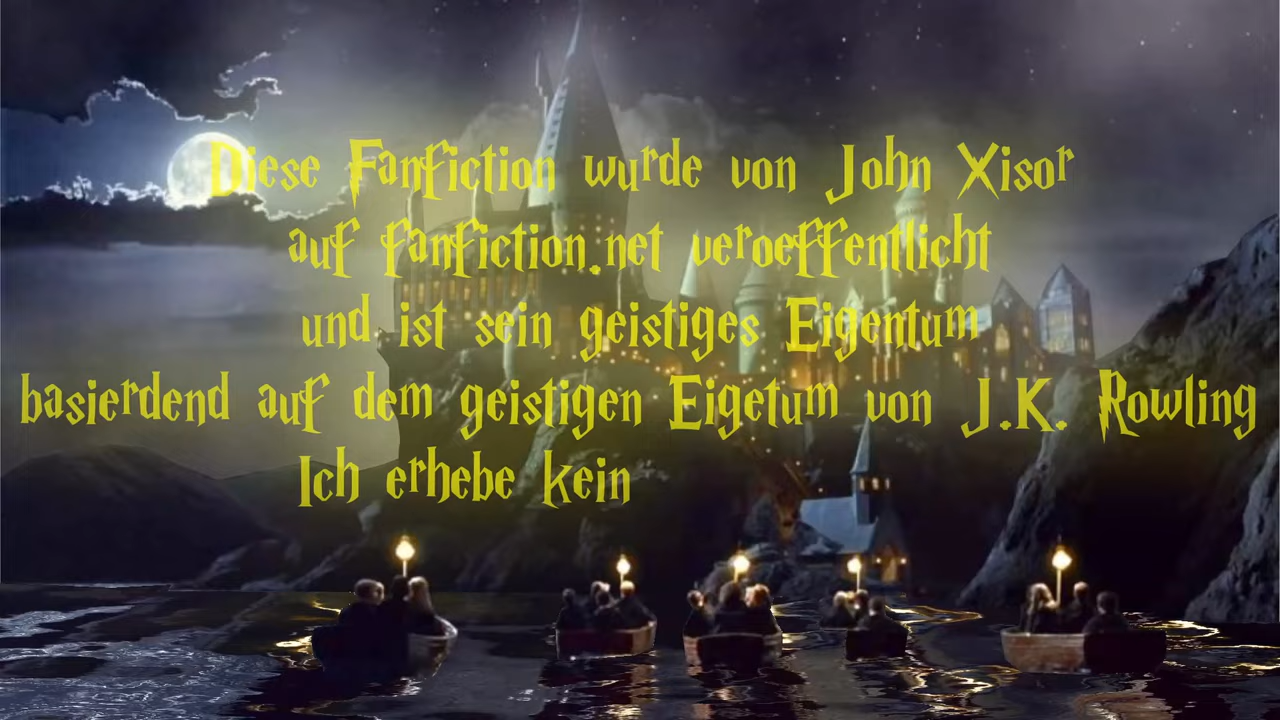 Diese Fanfiction wurde von John Xisor
auf fanfiction.net veroeffentlicht
und ist sein geistiges Eigentum
basierdend auf dem geistigen Eigetum von J.K. Rowling
Ich erhebe kein